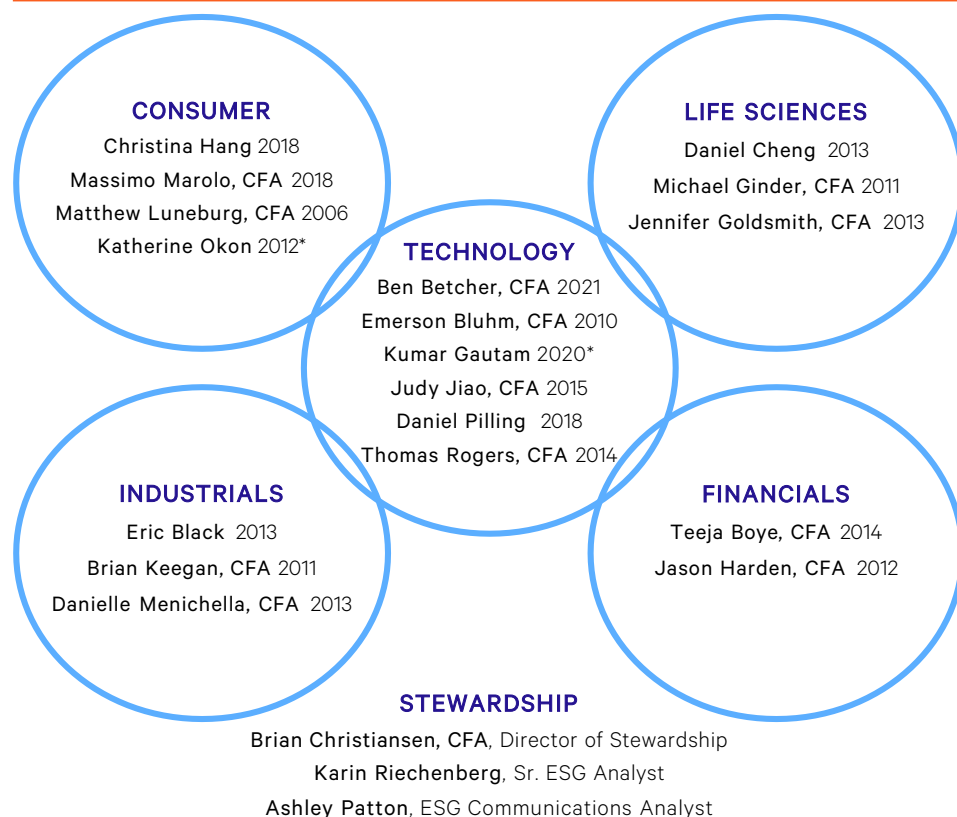 CONSUMER
Christina Hang 2018
Massimo Marolo, CFA 2018
Matthew Luneburg, CFA 2006
Katherine Okon 2012*
LIFE SCIENCES
Daniel Cheng 2013
Michael Ginder, CFA 2011
Jennifer Goldsmith, CFA 2013
TECHNOLOGY
Ben Betcher, CFA 2021
Emerson Bluhm, CFA 2010
Kumar Gautam 2020*
Judy Jiao, CFA 2015
Daniel Pilling 2018
Thomas Rogers, CFA 2014
INDUSTRIALS
Eric Black 2013
Brian Keegan, CFA 2011
Danielle Menichella, CFA 2013
FINANCIALS
Teeja Boye, CFA 2014
Jason Harden, CFA 2012
STEWARDSHIP
Brian Christiansen, CFA, Director of Stewardship
Karin Riechenberg, Sr. ESG Analyst
Ashley Patton, ESG Communications Analyst